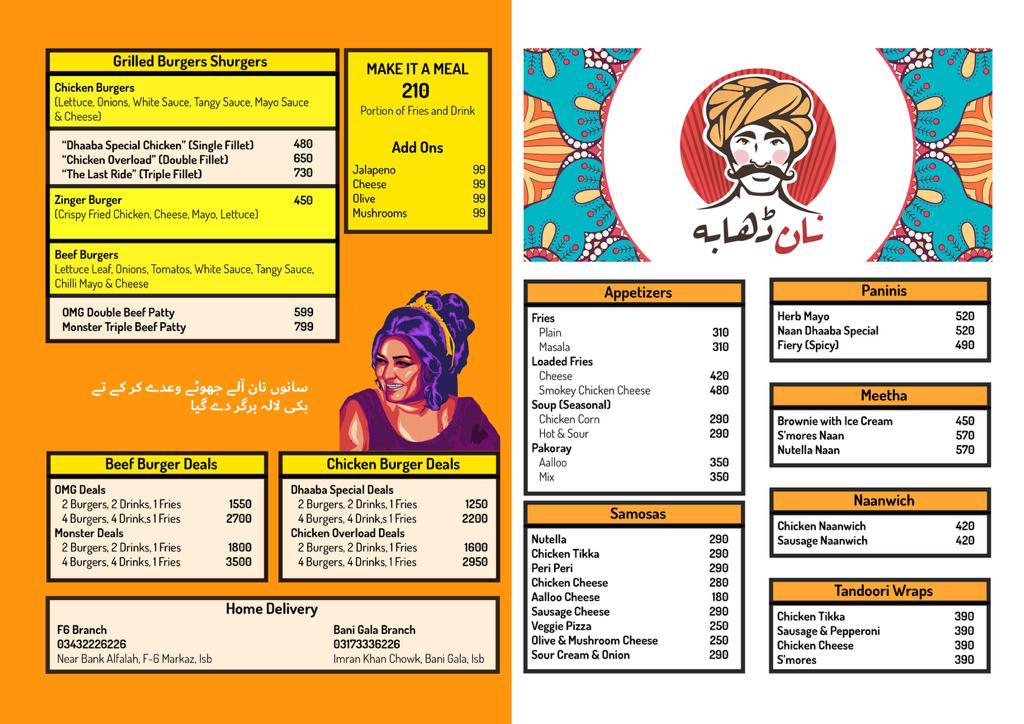 Grilled Burgers Shurgers
Chicken Burgers
(Lettuce, Onions, White Sauce, Tangy Sauce, Mayo Sauce
& Cheese)
“Dhaaba Special Chicken” (Single Fillet) 480
“Chicken Overload” (Double Fillet) 650
“The Last Ride” (Triple Fillet) 730
Zinger Burger 450
(Crispy Fried Chicken, Cheese, Mayo, Lettuce)
Beef Burgers
Lettuce Leaf, Onions, Tomatos, White Sauce, Tangy Sauce,
Chilli Mayo & Cheese
OMG Double Beef Patty 599
Monster Triple Beef Patty 799
MAKE IT A MEAL
210
Portion of Fries and Drink
Add Ons
Jalapeno 99
Cheese 99
Olive 99
Mushrooms 99
سانوں نان آلے جھوٹے وعدے کر کے تے
بکی لالہ برگر دے گیا
Beef Burger Deals
OMG Deals
2 Burgers, 2 Drinks, 1 Fries 1550
4 Burgers, 4 Drink,s 1 Fries 2700
Monster Deals
2 Burgers, 2 Drinks, 1 Fries 1800
4 Burgers, 4 Drinks, 1 Fries 3500
Chicken Burger Deals
Dhaaba Special Deals
2 Burgers, 2 Drinks, 1 Fries 1250
4 Burgers, 4 Drink,s 1 Fries 2200
Chicken Overload Deals
2 Burgers, 2 Drinks, 1 Fries 1600
4 Burgers, 4 Drinks, 1 Fries 2950
Home Delivery
F6 Branch
03432226226
Near Bank Alfalah, F-6 Markaz, Isb
Bani Gala Branch
03173336226
Imran Khan Chowk, Bani Gala, Isb
نان ڈھابہ
Appetizers
Fries
Plain 310
Masala 310
Loaded Fries
Cheese 420
Smokey Chicken Cheese 480
Soup (Seasonal)
Chicken Corn 290
Hot & Sour 290
Pakoray
Aalloo 350
Mix 350
Samosas
Nutella 290
Chicken Tikka 290
Peri Peri 290
Chicken Cheese 280
Aalloo Cheese 180
Sausage Cheese 290
Veggie Pizza 250
Olive & Mushroom Cheese 250
Sour Cream & Onion 290
Paninis
Herb Mayo 520
Naan Dhaaba Special 520
Fiery (Spicy) 490
Meetha
Brownie with Ice Cream 450
S'mores Naan 570
Nutella Naan 570
Naanwich
Chicken Naanwich 420
Sausage Naanwich 420
Tandoori Wraps
Chicken Tikka 390
Sausage & Pepperoni 390
Chicken Cheese 390
S'mores 390